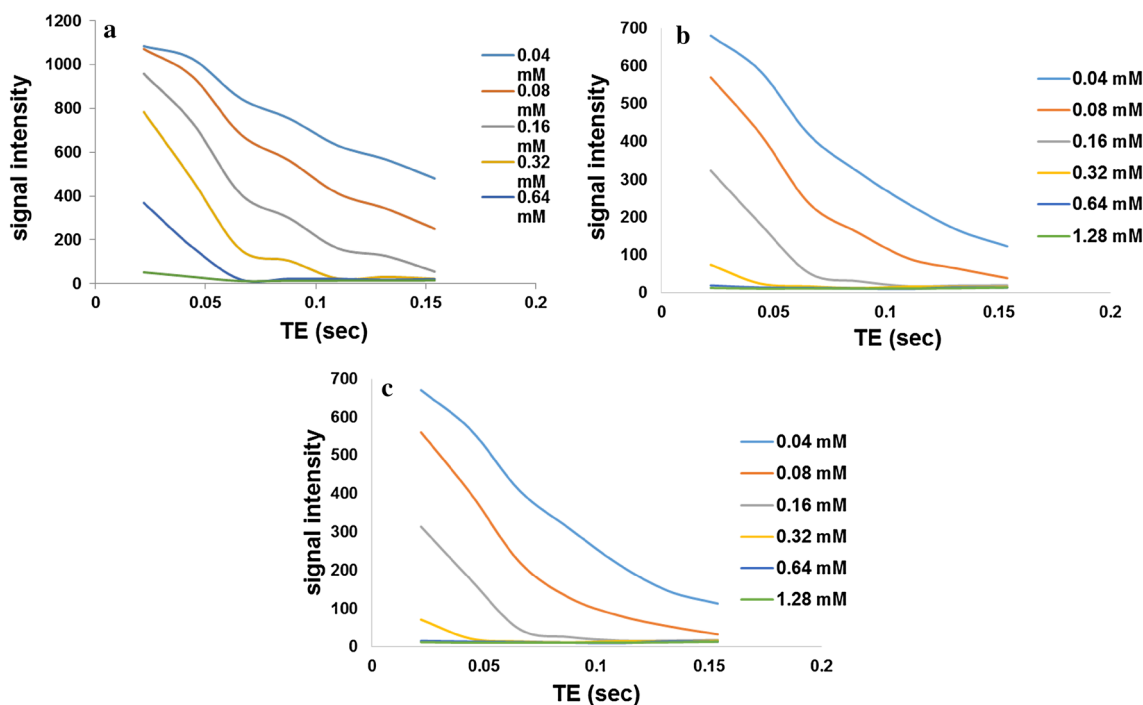 a
1200
1000
800
600
400
200
0
signal intensity
0
0.05
0.1
0.15
0.2
TE (sec)
0.04
mM
0.08
mM
0.16
mM
0.32
mM
0.64
mM
b
700
600
500
400
300
200
100
0
signal intensity
0
0.05
0.1
0.15
0.2
TE (sec)
0.04 mM
0.08 mM
0.16 mM
0.32 mM
0.64 mM
1.28 mM
c
700
600
500
400
300
200
100
0
signal intensity
0
0.05
0.1
0.15
0.2
TE (sec)
0.04 mM
0.08 mM
0.16 mM
0.32 mM
0.64 mM
1.28 mM